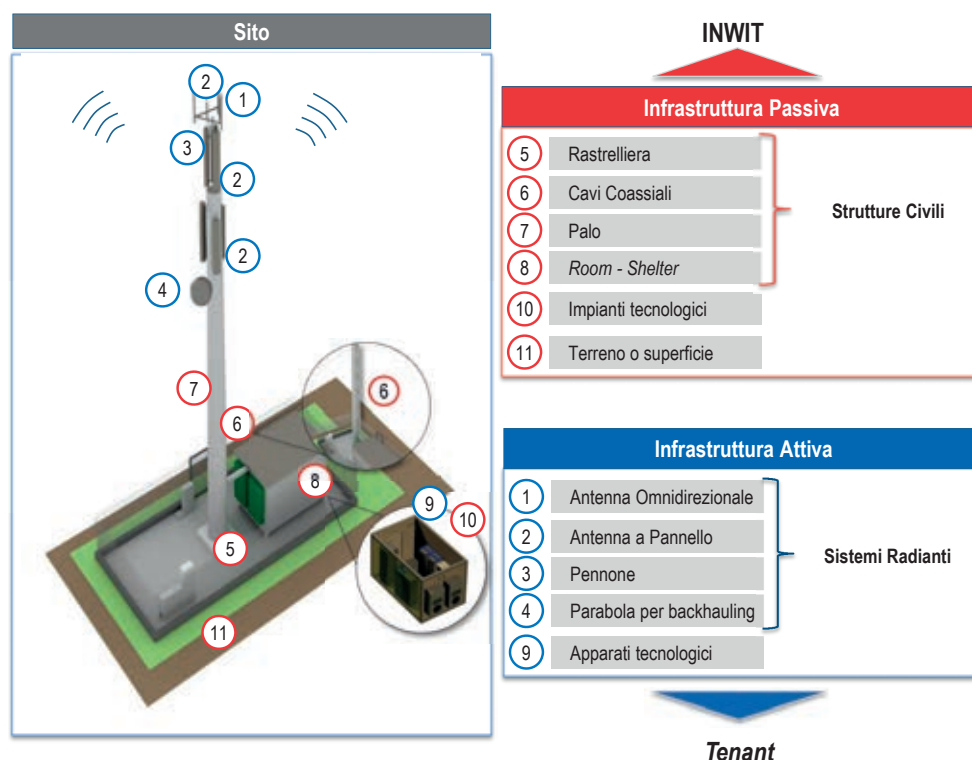 Sito
2
1
3
2
2
4
7
6
6
8
9
10
5
11
INWIT
Infrastruttura Passiva
5 Rastrelliera
6 Cavi Coassiali
7 Palo
8 Room - Shelter
10 Impianti tecnologici
11 Terreno o superficie
Strutture Civili
Infrastruttura Attiva
1 Antenna Omnidirezionale
2 Antenna a Pannello
3 Pennone
4 Parabola per backhauling
9 Apparati tecnologici
Sistemi Radianti
Tenant